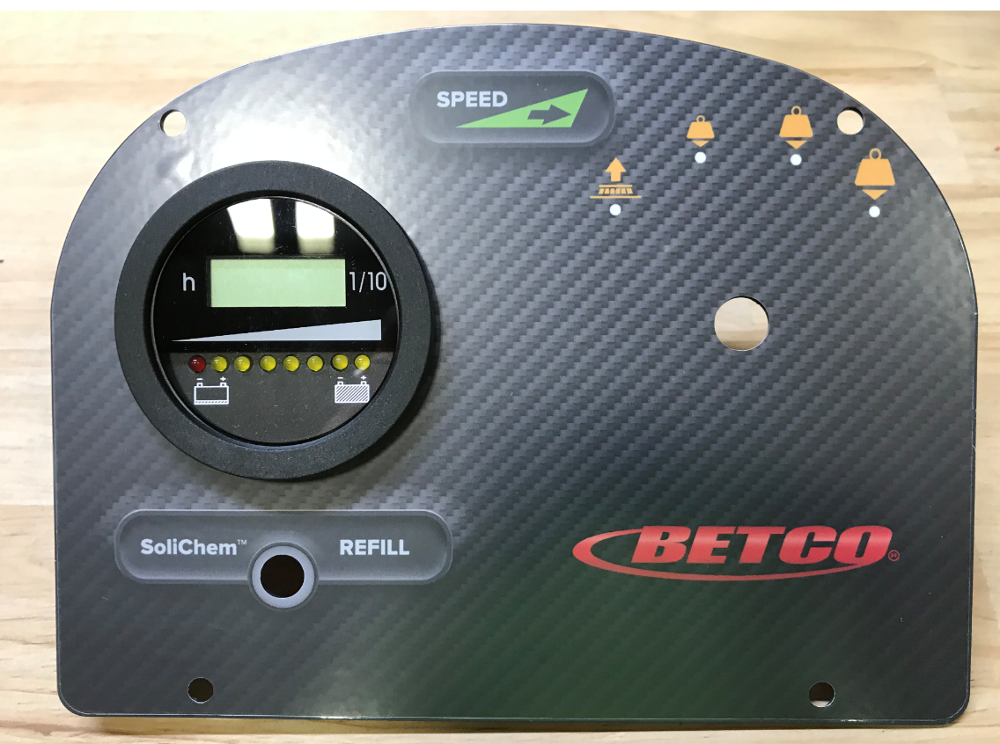 SPEED
h 1/10
- + - +
SoliChem™ REFILL
BETCO®